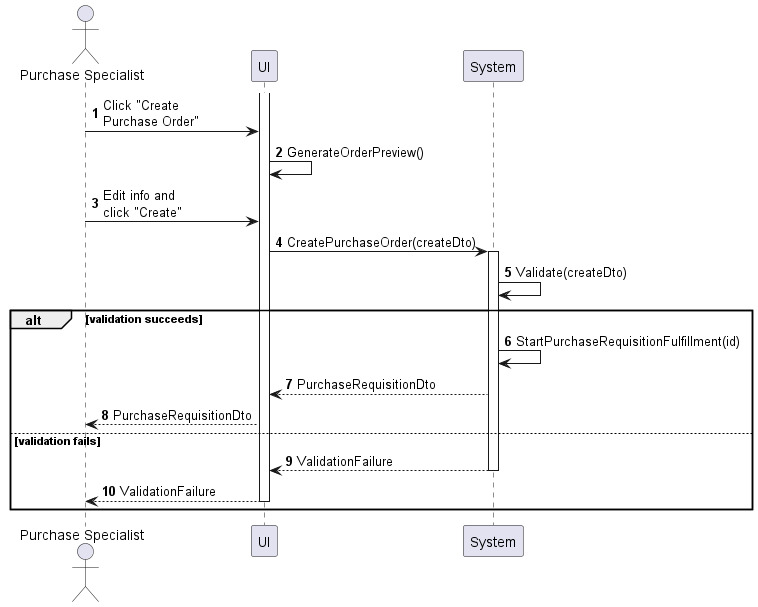 Purchase Specialist
UI
System
1 Click "Create
Purchase Order"
2 GenerateOrderPreview()
3 Edit info and
click "Create"
4 CreatePurchaseOrder(createDto)
5 Validate(createDto)
alt [validation succeeds]
6 StartPurchaseRequisitionFulfillment(id)
7 PurchaseRequisitionDto
8 PurchaseRequisitionDto
[validation fails]
9 ValidationFailure
10 ValidationFailure
Purchase Specialist
UI
System